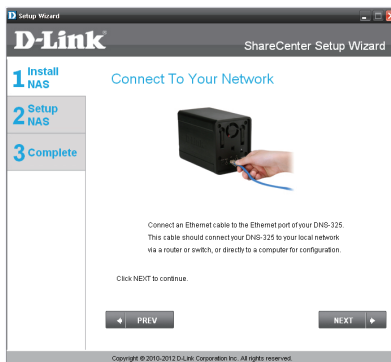 D Setup Wizard
D-Link
ShareCenter Setup Wizard
1 Install
NAS
2 Setup
NAS
3 Complete
Connect To Your Network
Connect an Ethernet cable to the Ethernet port of your DNS-325.
This cable should connect your DNS-325 to your local network
via a router or switch, or directly to a computer for configuration.
Click NEXT to continue.
PREV
NEXT
Copyright © 2010-2012 D-Link Corporation Inc. All rights reserved.